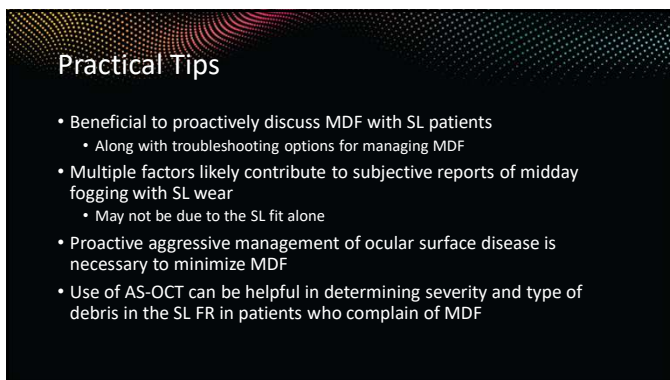 Practical Tips
• Beneficial to proactively discuss MDF with SL patients
• Along with troubleshooting options for managing MDF
• Multiple factors likely contribute to subjective reports of midday
fogging with SL wear
• May not be due to the SL fit alone
• Proactive aggressive management of ocular surface disease is
necessary to minimize MDF
• Use of AS-OCT can be helpful in determining severity and type of
debris in the SL FR in patients who complain of MDF